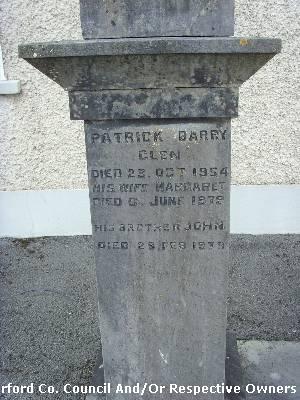 PATRICK BARRY
GLEN
DIED 22. OCT 1954
HIS WIFE MARGARET
DIED 6. JUNE 1979
HIS BROTHER JOHN.
DIED 28 FEB 1939
rford Co. Council And/Or Respective Owners